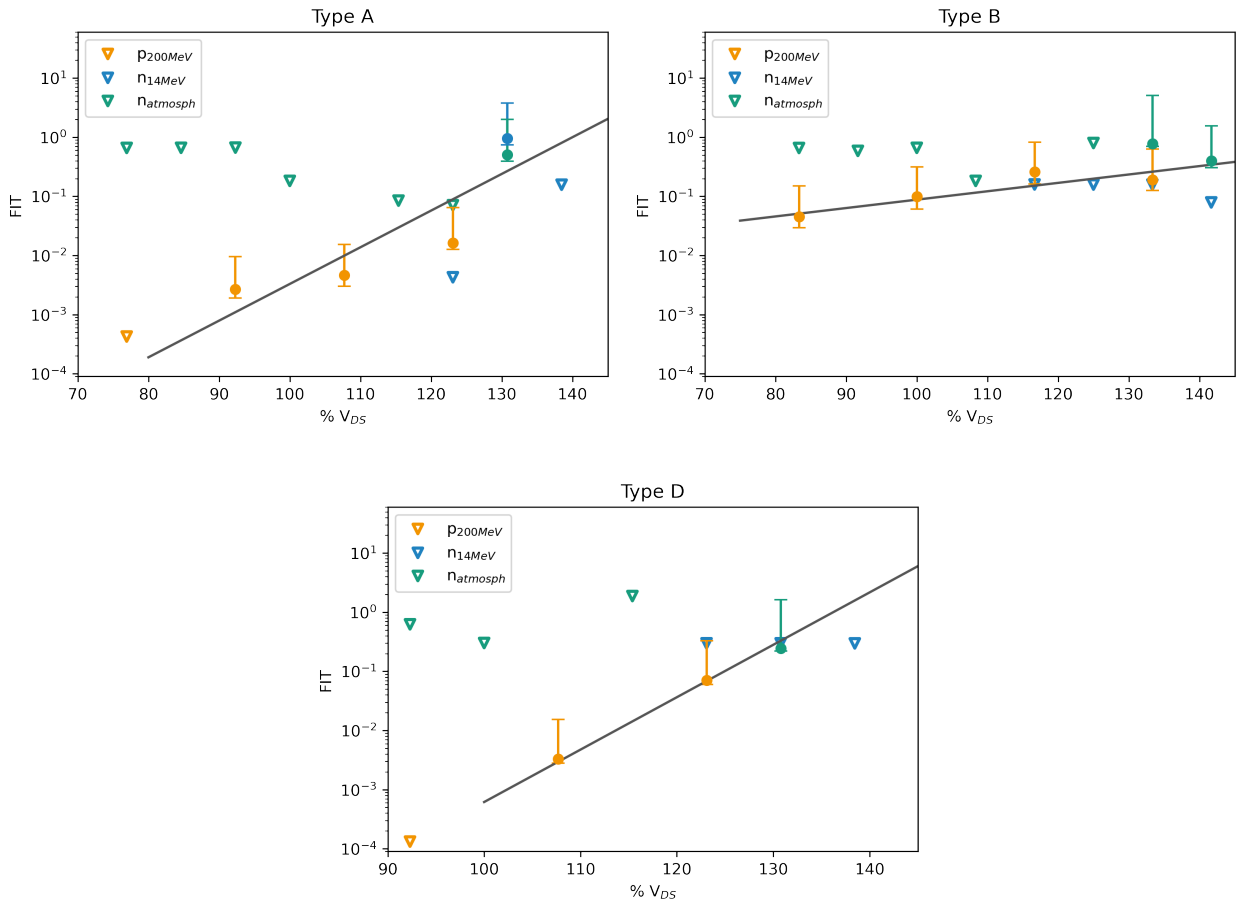 Type A
p200MeV
n14MeV
natmosph
FIT
10¹
10⁰
10⁻¹
10⁻²
10⁻³
10⁻⁴
70 80 90 100 110 120 130 140
% VDS
Type B
p200MeV
n14MeV
natmosph
FIT
10¹
10⁰
10⁻¹
10⁻²
10⁻³
10⁻⁴
70 80 90 100 110 120 130 140
% VDS
Type D
p200MeV
n14MeV
natmosph
FIT
10¹
10⁰
10⁻¹
10⁻²
10⁻³
10⁻⁴
90 100 110 120 130 140
% VDS